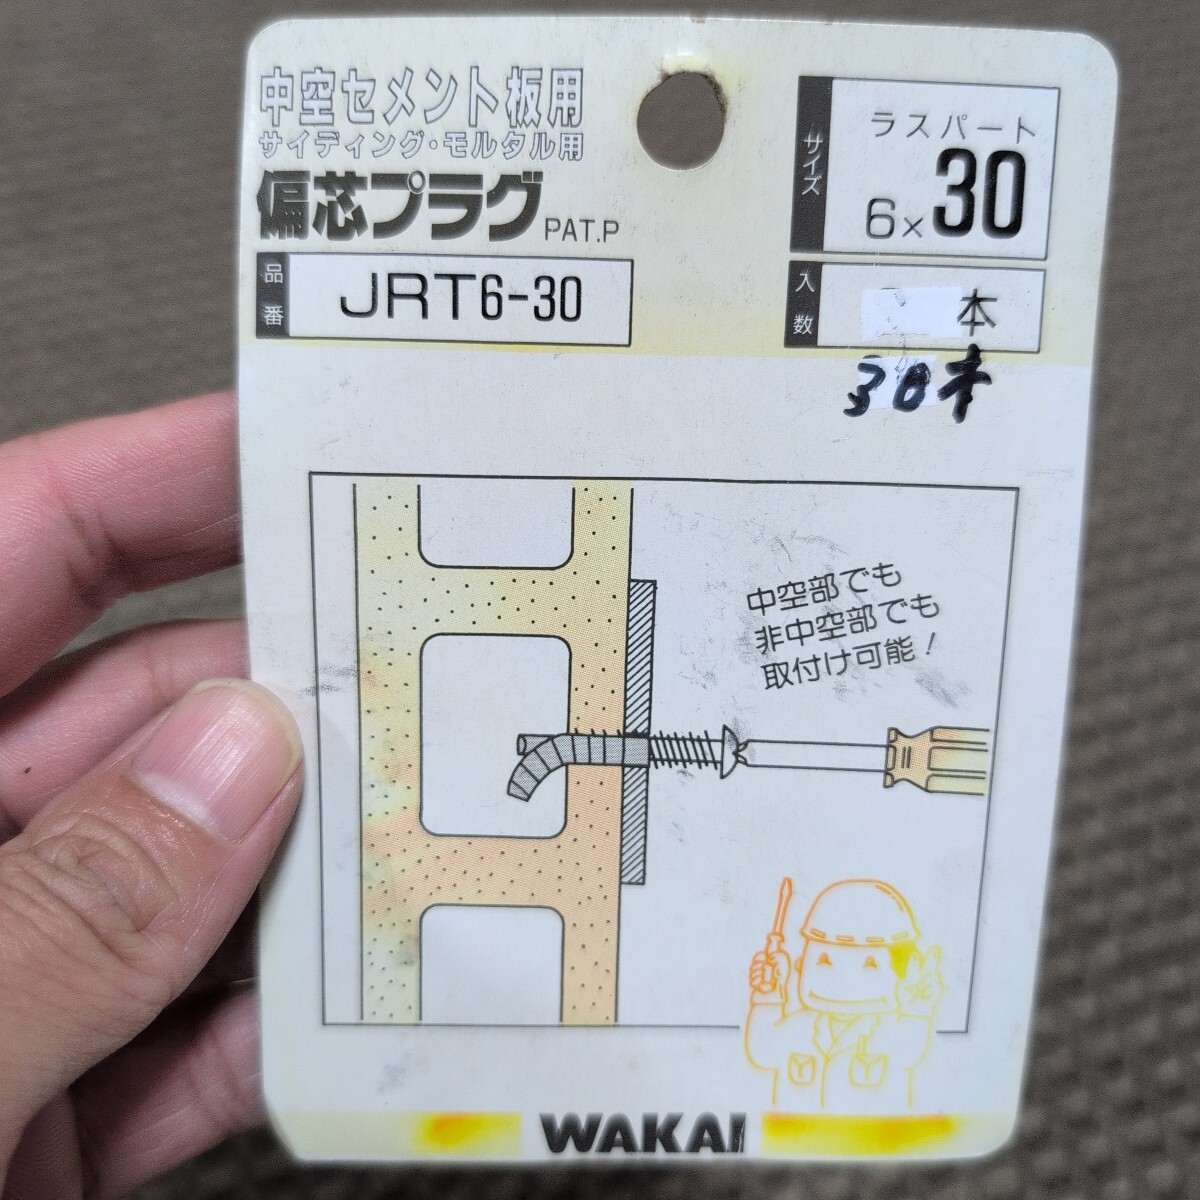 中空セメント板用
サイディング・モルタル用
偏芯プラグ PAT.P
品番 JRT6-30
サイズ
ラスパート
6×30
入数 本
30本
中空部でも
非中空部でも
取付け可能!
WAKAI